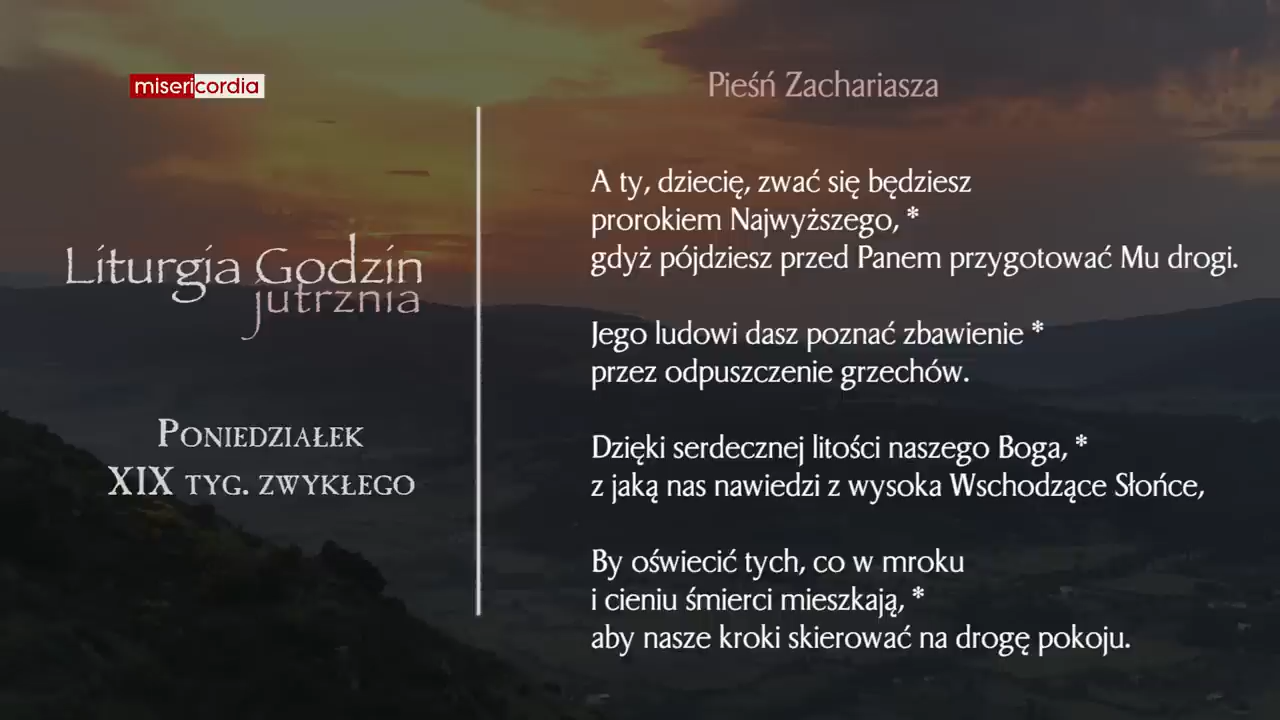 misericordia
Pieśń Zachariasza
Liturgia Godzin
jutrznia
Poniedziałek
XIX tyg. zwykłego
A ty, dziecię, zwać się będziesz
prorokiem Najwyższego, *
gdyż pójdziesz przed Panem przygotować Mu drogi.
Jego ludowi dasz poznać zbawienie *
przez odpuszczenie grzechów.
Dzięki serdecznej litości naszego Boga, *
z jaką nas nawiedzi z wysoka Wschodzące Słońce,
By oświecić tych, co w mroku
i cieniu śmierci mieszkają, *
aby nasze kroki skierować na drogę pokoju.